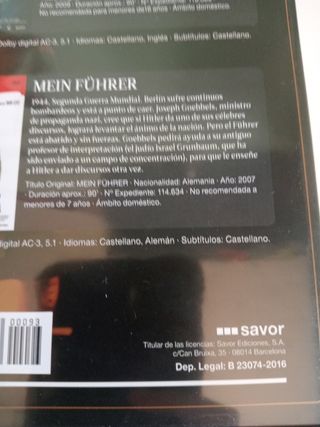 Año: 2009 · Duración aprox.: 90' · Nº Expediente:
No recomendada para menores de 18 años · Ámbito doméstico.
Dolby digital AC-3, 5.1 · Idiomas: Castellano, Inglés · Subtítulos: Castellano.
MEIN FÜHRER
1944, Segunda Guerra Mundial. Berlín sufre continuos
bombardeos y está a punto de caer. Joseph Goebbels, ministro
de propaganda nazi, cree que si Hitler da uno de sus célebres
discursos, logrará levantar el ánimo de la nación. Pero el Führer
está abatido y sin fuerzas. Goebbels pedirá ayuda a su antiguo
profesor de interpretación (el judío Israel Grunbaum, que ha
sido enviado a un campo de concentración), para que le enseñe
a Hitler a dar discursos otra vez.
Título Original: MEIN FÜHRER · Nacionalidad: Alemania · Año: 2007
· Duración aprox.: 90' · Nº Expediente: 114.634 · No recomendada a
menores de 7 años · Ámbito doméstico.
digital AC-3, 5.1 · Idiomas: Castellano, Alemán · Subtítulos: Castellano.
00093
savor
Titular de las licencias: Savor Ediciones, S.A.
c/Can Bruixa, 35 - 08014 Barcelona
Dep. Legal: B 23074-2016